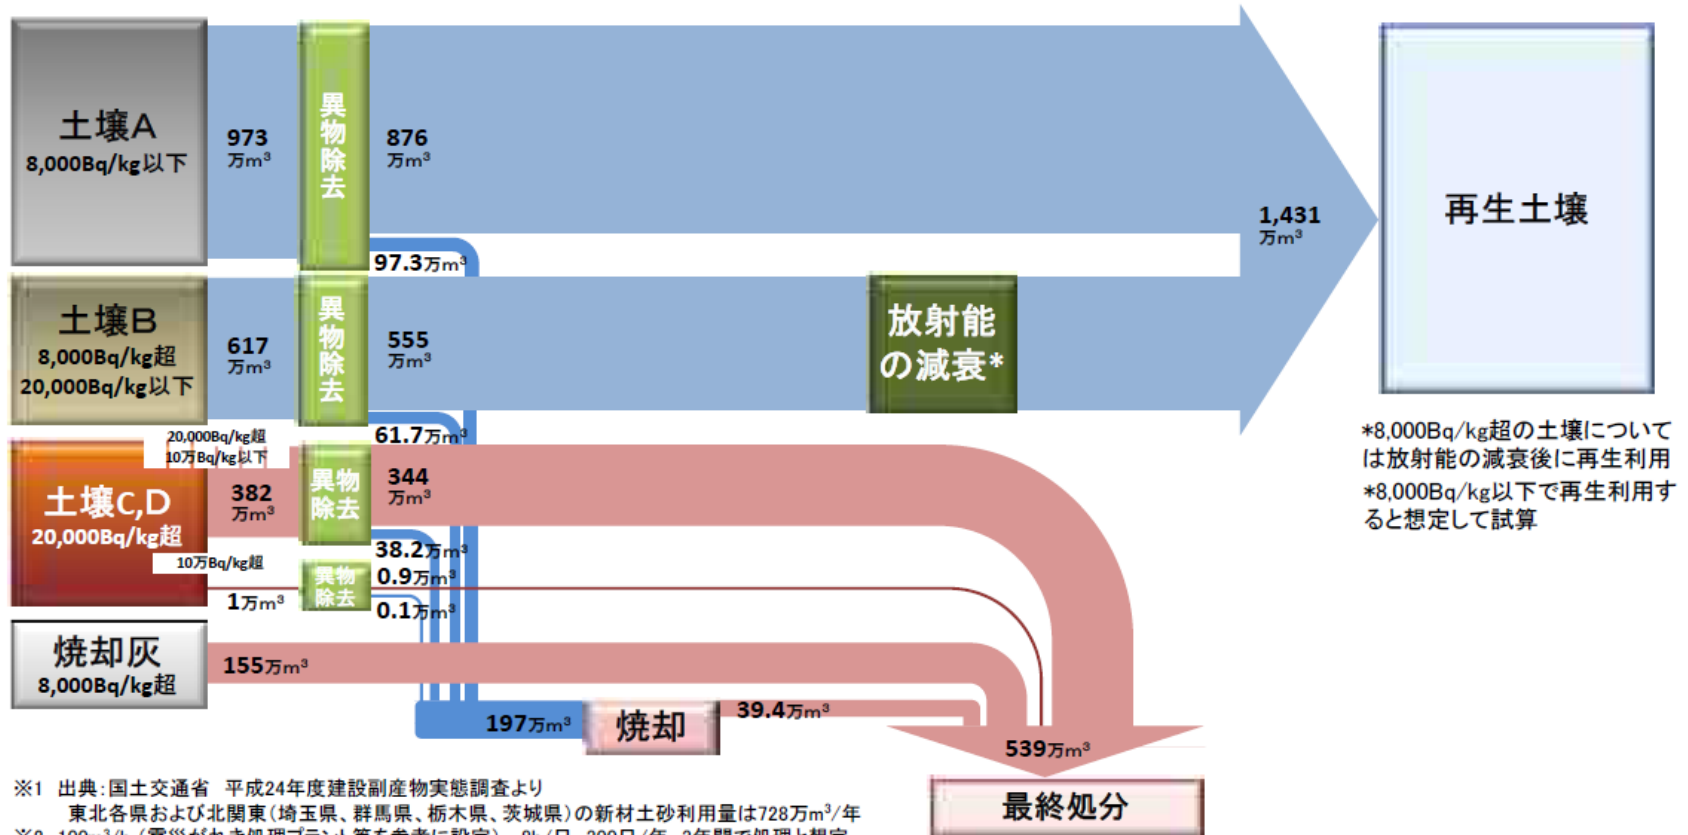 土壌A
8,000Bq/kg以下
973
万m³
異物除去
876
万m³
97.3万m³
1,431
万m³
再生土壌
土壌B
8,000Bq/kg超
20,000Bq/kg以下
617
万m³
異物除去
555
万m³
61.7万m³
放射能
の減衰*
*8,000Bq/kg超の土壌について
は放射能の減衰後に再生利用
*8,000Bq/kg以下で再生利用す
ると想定して試算
20,000Bq/kg超
10万Bq/kg以下
土壌C,D
20,000Bq/kg超
382
万m³
異物
除去
344
万m³
38.2万m³
10万Bq/kg超
1万m³
異物
除去
0.9万m³
0.1万m³
焼却灰
8,000Bq/kg超
155万m³
197万m³
焼却
39.4万m³
539万m³
最終処分
※1 出典:国土交通省 平成24年度建設副産物実態調査より
東北各県および北関東(埼玉県、群馬県、栃木県、茨城県)の新材土砂利用量は728万m³/年